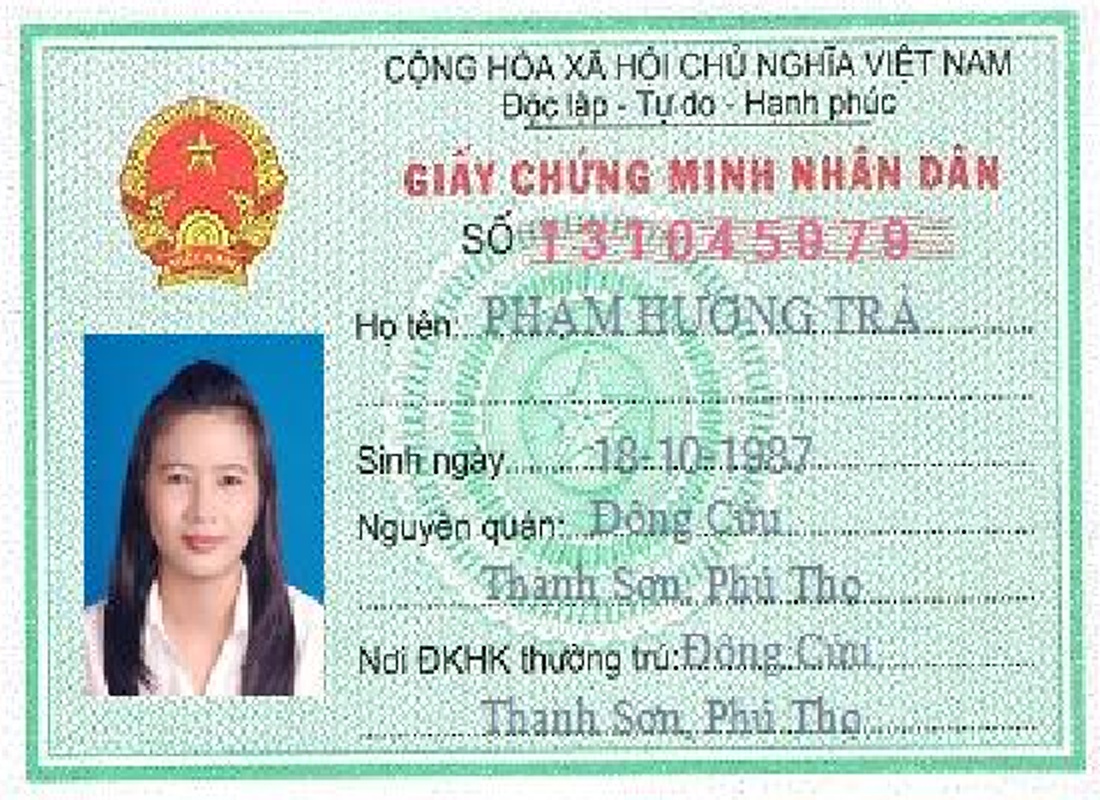 CỘNG HÒA XÃ HỘI CHỦ NGHĨA VIỆT NAM
Độc lập - Tự do - Hạnh phúc
GIẤY CHỨNG MINH NHÂN DÂN
SỐ 131045079
Họ tên: PHẠM HƯƠNG TRÀ
Sinh ngày 18-10-1987
Nguyên quán: Đông Cửu
Thanh Sơn, Phú Thọ
Nơi ĐKHK thường trú: Đông Cửu,
Thanh Sơn, Phú Thọ